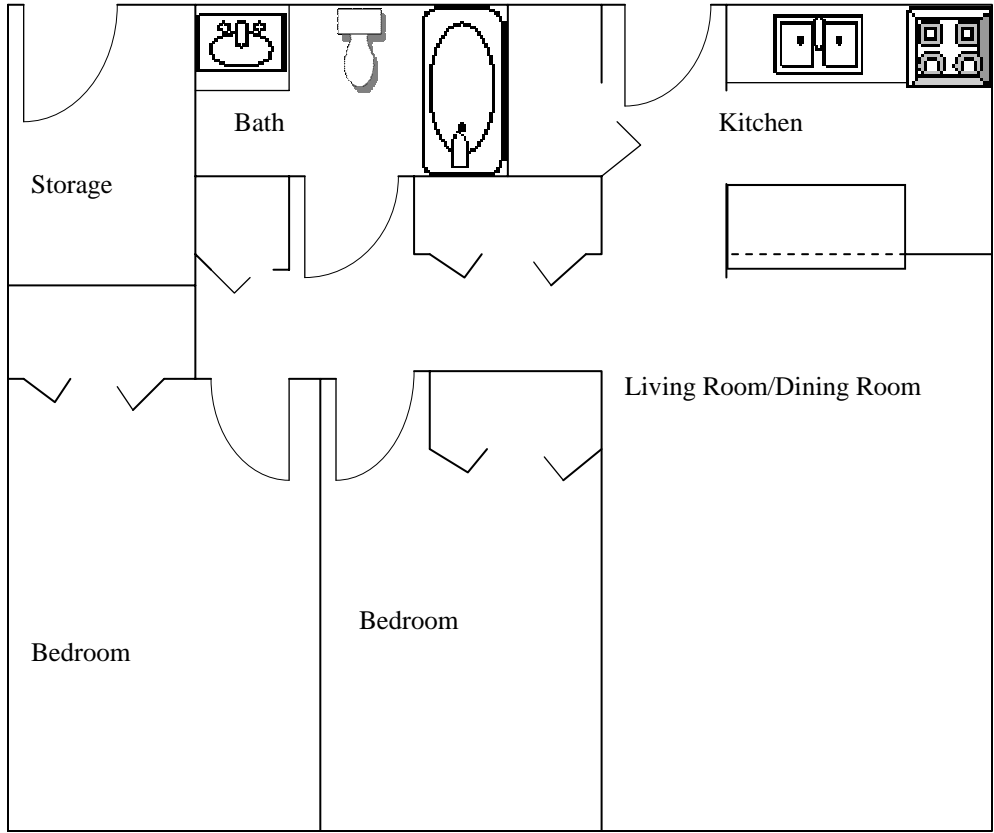 Bath
Kitchen
Storage
Living Room/Dining Room
Bedroom
Bedroom